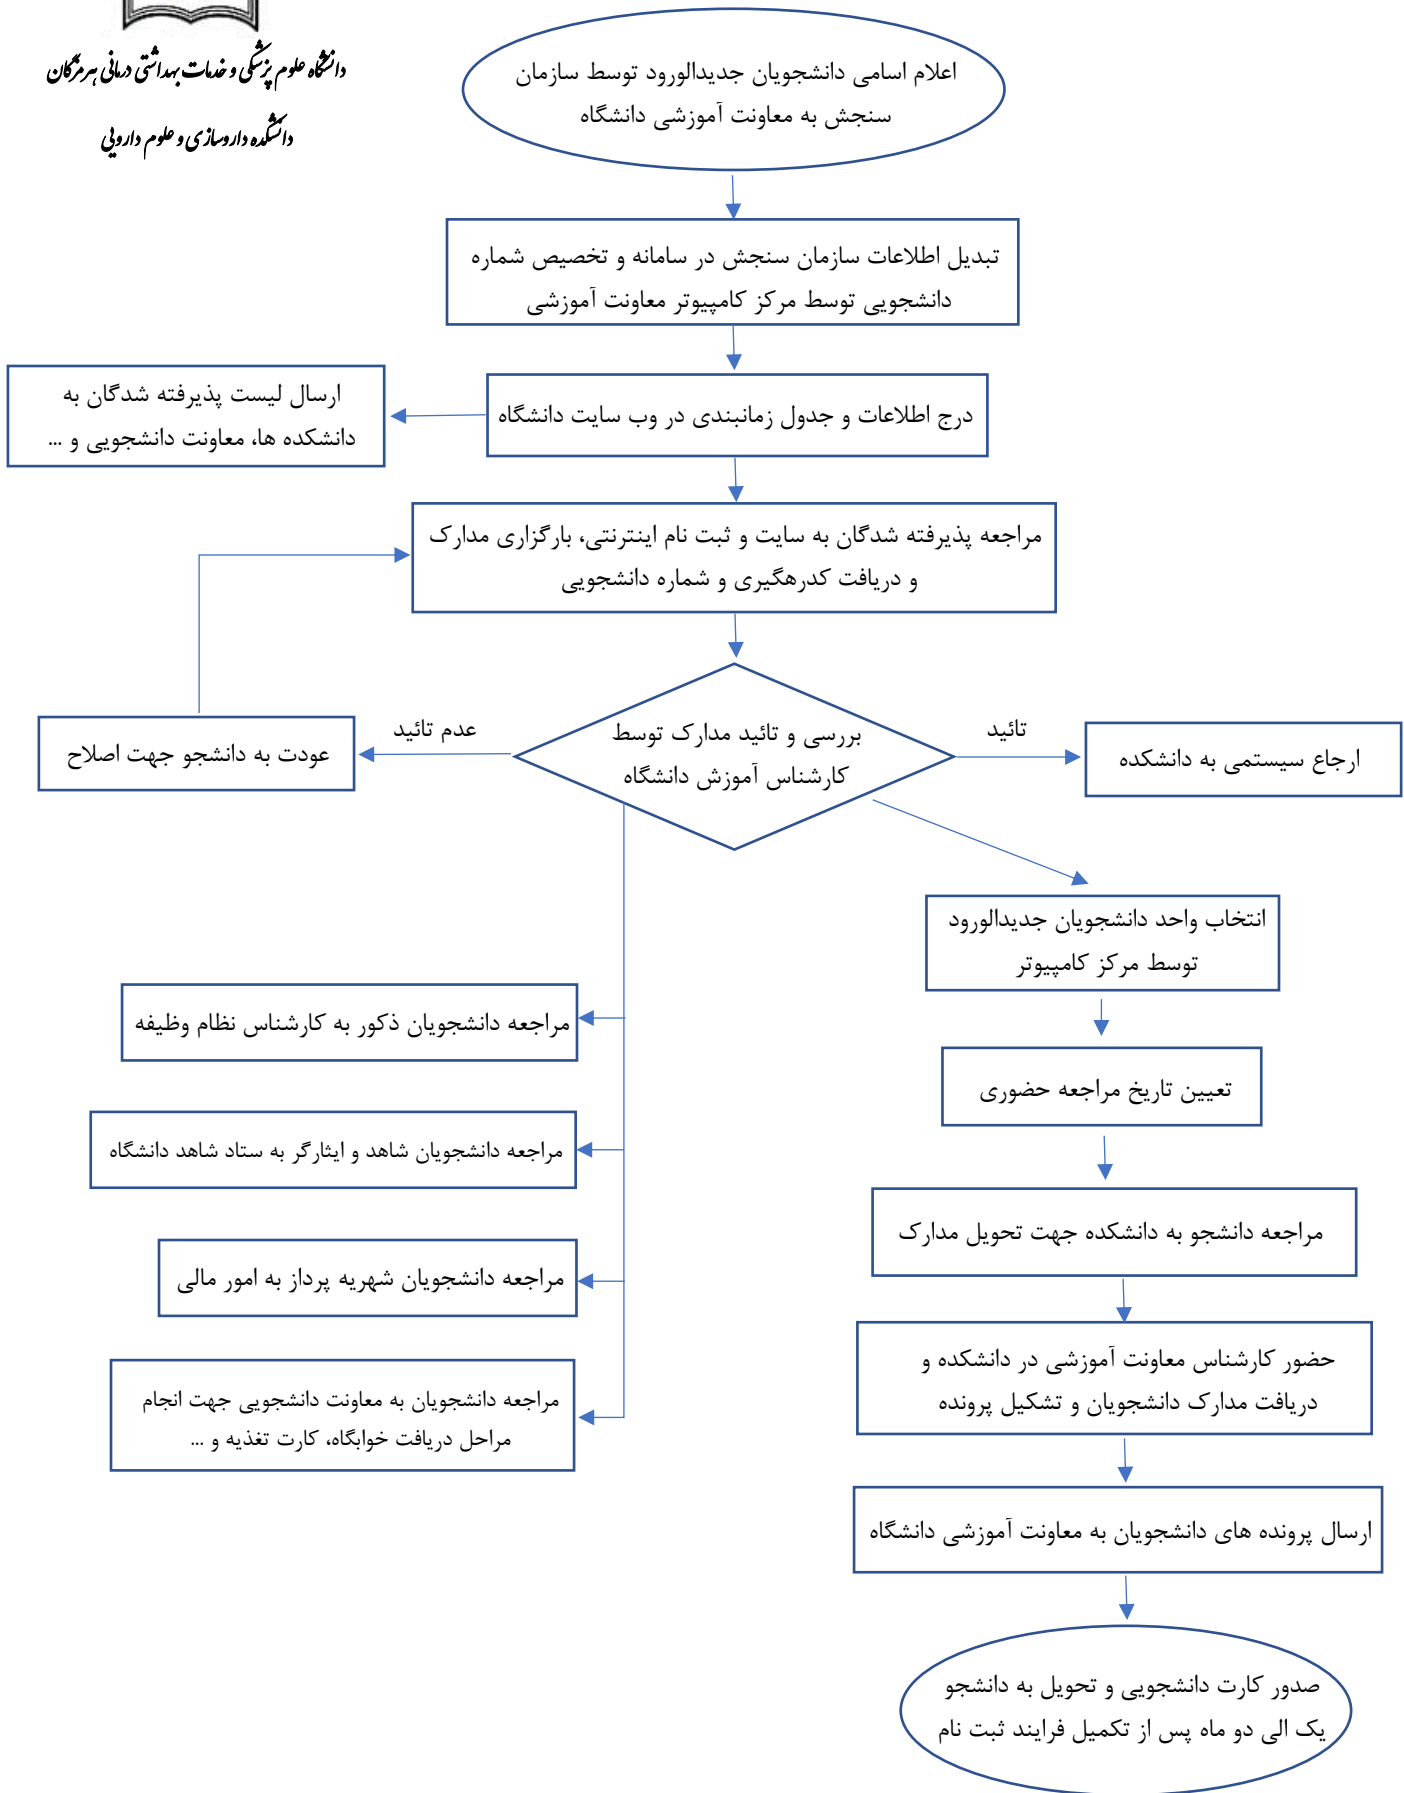 دانشگاه علوم پزشکی و خدمات بهداشتی درمانی هرمزگان
دانشکده داروسازی و علوم دارویی
اعلام اسامی دانشجویان جدیدالورود توسط سازمان
سنجش به معاونت آموزشی دانشگاه
تبدیل اطلاعات سازمان سنجش در سامانه و تخصیص شماره
دانشجویی توسط مرکز کامپیوتر معاونت آموزشی
درج اطلاعات و جدول زمانبندی در وب سایت دانشگاه
ارسال لیست پذیرفته شدگان به
دانشکده ها، معاونت دانشجویی و ...
مراجعه پذیرفته شدگان به سایت و ثبت نام اینترنتی، بارگزاری مدارک
و دریافت کدرهگیری و شماره دانشجویی
بررسی و تائید مدارک توسط
کارشناس آموزش دانشگاه
تائید
ارجاع سیستمی به دانشکده
عدم تائید
عودت به دانشجو جهت اصلاح
انتخاب واحد دانشجویان جدیدالورود
توسط مرکز کامپیوتر
تعیین تاریخ مراجعه حضوری
مراجعه دانشجو به دانشکده جهت تحویل مدارک
حضور کارشناس معاونت آموزشی در دانشکده و
دریافت مدارک دانشجویان و تشکیل پرونده
ارسال پرونده های دانشجویان به معاونت آموزشی دانشگاه
صدور کارت دانشجویی و تحویل به دانشجو
یک الی دو ماه پس از تکمیل فرایند ثبت نام
مراجعه دانشجویان ذکور به کارشناس نظام وظیفه
مراجعه دانشجویان شاهد و ایثارگر به ستاد شاهد دانشگاه
مراجعه دانشجویان شهریه پرداز به امور مالی
مراجعه دانشجویان به معاونت دانشجویی جهت انجام
مراحل دریافت خوابگاه، کارت تغذیه و ...